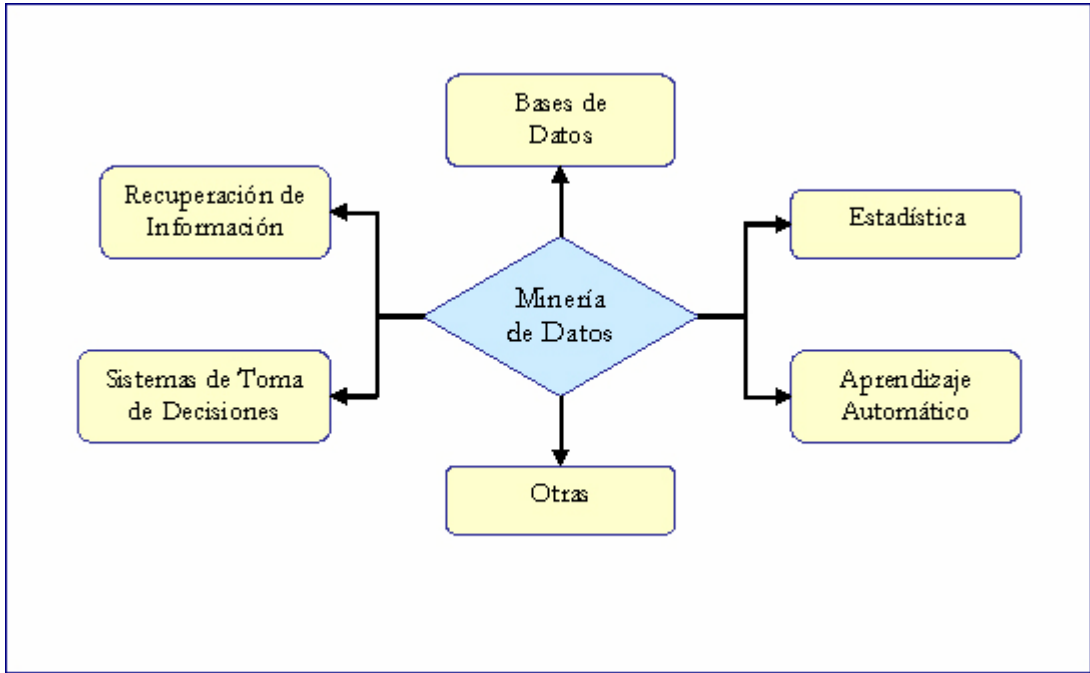 Bases de
Datos
Recuperación de
Información
Estadística
Minería
de Datos
Sistemas de Toma
de Decisiones
Aprendizaje
Automático
Otras